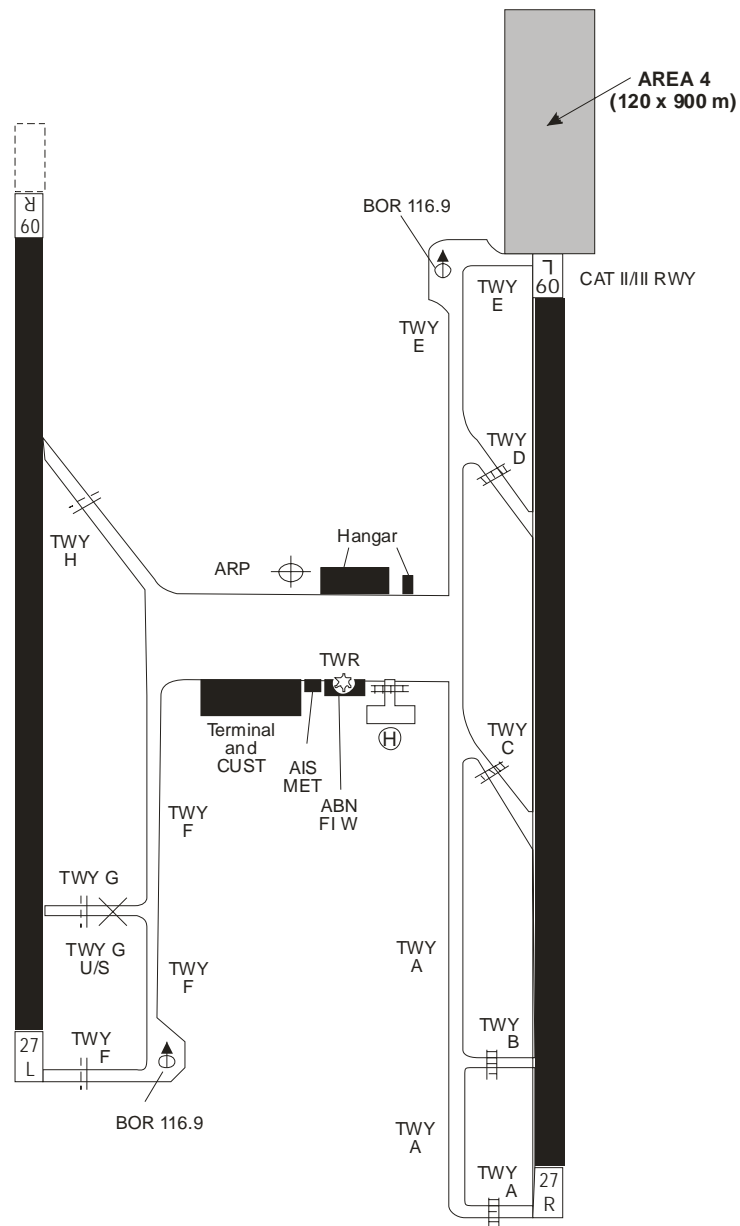 AREA 4
(120 x 900 m)
09
R
BOR 116.9
09
L
CAT II/III RWY
TWY
E
TWY
E
TWY
D
TWY
H
ARP
Hangar
TWR
Terminal
and
CUST
AIS
MET
ABN
FI W
H
TWY
C
TWY
F
TWY G
TWY G
U/S
TWY
F
TWY
A
TWY
F
27
L
BOR 116.9
TWY
B
TWY
A
TWY
A
27
R